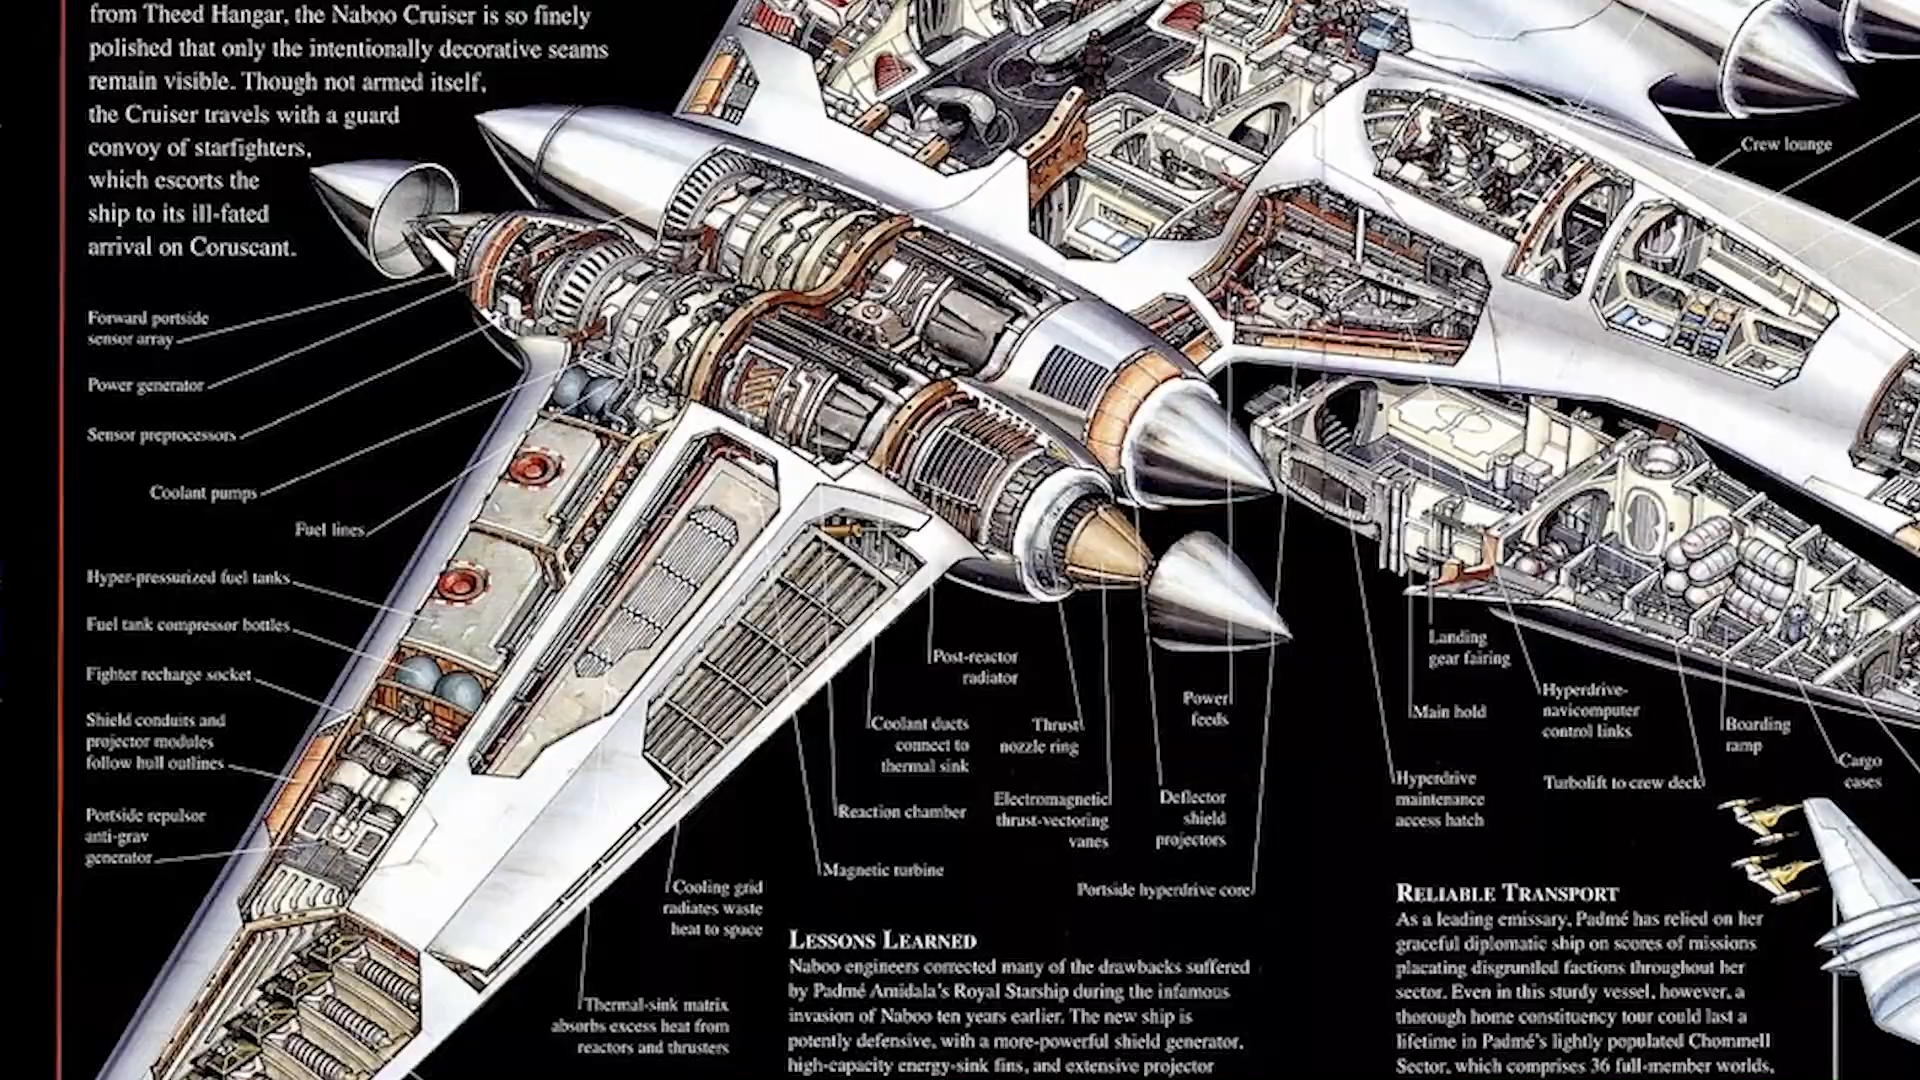 from Theed Hangar, the Naboo Cruiser is so finely
polished that only the intentionally decorative seams
remain visible. Though not armed itself,
the Cruiser travels with a guard
convoy of starfighters,
which escorts the
ship to its ill-fated
arrival on Coruscant.
Crew lounge
Forward portside
sensor array
Power generator
Sensor preprocessors
Coolant pumps
Fuel lines
Hyper-pressurized fuel tanks
Fuel tank compressor bottles
Fighter recharge socket
Shield conduits and
projector modules
follow hull outlines
Portside repulsor
anti-grav
generator
Post-reactor
radiator
Coolant ducts
connect to
thermal sink
Thrust
nozzle ring
Power
feeds
Reaction chamber
Electromagnetic
thrust-vectoring
vanes
Deflector
shield
projectors
Magnetic turbine
Portside hyperdrive core
Cooling grid
radiates waste
heat to space
Thermal-sink matrix
absorbs excess heat from
reactors and thrusters
Landing
gear fairing
Main hold
Hyperdrive-
navicomputer
control links
Boarding
ramp
Cargo
cases
Hyperdrive
maintenance
access hatch
Turbolift to crew deck
LESSONS LEARNED
Naboo engineers corrected many of the drawbacks suffered
by Padmé Amidala's Royal Starship during the infamous
invasion of Naboo ten years earlier. The new ship is
potently defensive, with a more-powerful shield generator,
high-capacity energy-sink fins, and extensive projector
RELIABLE TRANSPORT
As a leading emissary, Padmé has relied on her
graceful diplomatic ship on scores of missions
placating disgruntled factions throughout her
sector. Even in this sturdy vessel, however, a
thorough home constituency tour could last a
lifetime in Padmé's lightly populated Chommell
Sector, which comprises 36 full-member worlds,